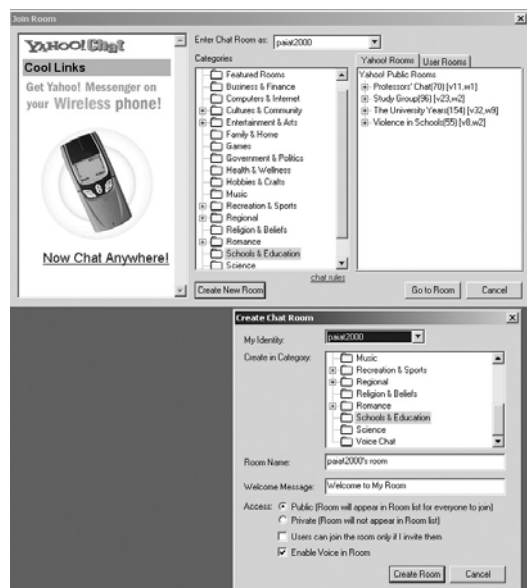 Join Room
YAHOO! Chat
Cool Links
Get Yahoo! Messenger on
your Wireless phone!
Now Chat Anywhere!
Enter Chat Room as: paiat2000
Categories
Featured Rooms
Business & Finance
Computers & Internet
Cultures & Community
Entertainment & Arts
Family & Home
Games
Government & Politics
Health & Wellness
Hobbies & Crafts
Music
Recreation & Sports
Regional
Religion & Beliefs
Romance
Schools & Education
Science
Yahoo! Rooms User Rooms
Yahoo! Public Rooms
Professors' Chat(70) [v11,w1]
Study Group(96) [v23,w2]
The University Years(154) [v32,w9]
Violence in Schools(55) [v8,w2]
chat rules
Create New Room Go to Room Cancel
Create Chat Room
My Identity: paiat2000
Create in Category:
Music
Recreation & Sports
Regional
Religion & Beliefs
Romance
Schools & Education
Science
Voice Chat
Room Name: paiat2000's room
Welcome Message: Welcome to My Room
Access: Public (Room will appear in Room list for everyone to join)
Private (Room will not appear in Room list)
Users can join the room only if I invite them
Enable Voice in Room
Create Room Cancel